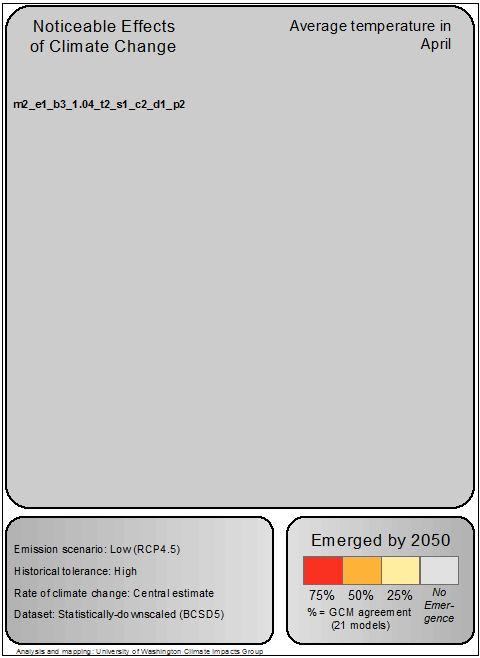 Noticeable Effects
of Climate Change
Average temperature in
April
m2_e1_b3_1.04_t2_s1_c2_d1_p2
Emission scenario: Low (RCP4.5)
Historical tolerance: High
Rate of climate change: Central estimate
Dataset: Statistically-downscaled (BCSD5)
Emerged by 2050
75% 50% 25% No
Emer-
gence
% = GCM agreement
(21 models)
Analysis and mapping: University of Washington Climate Impacts Group